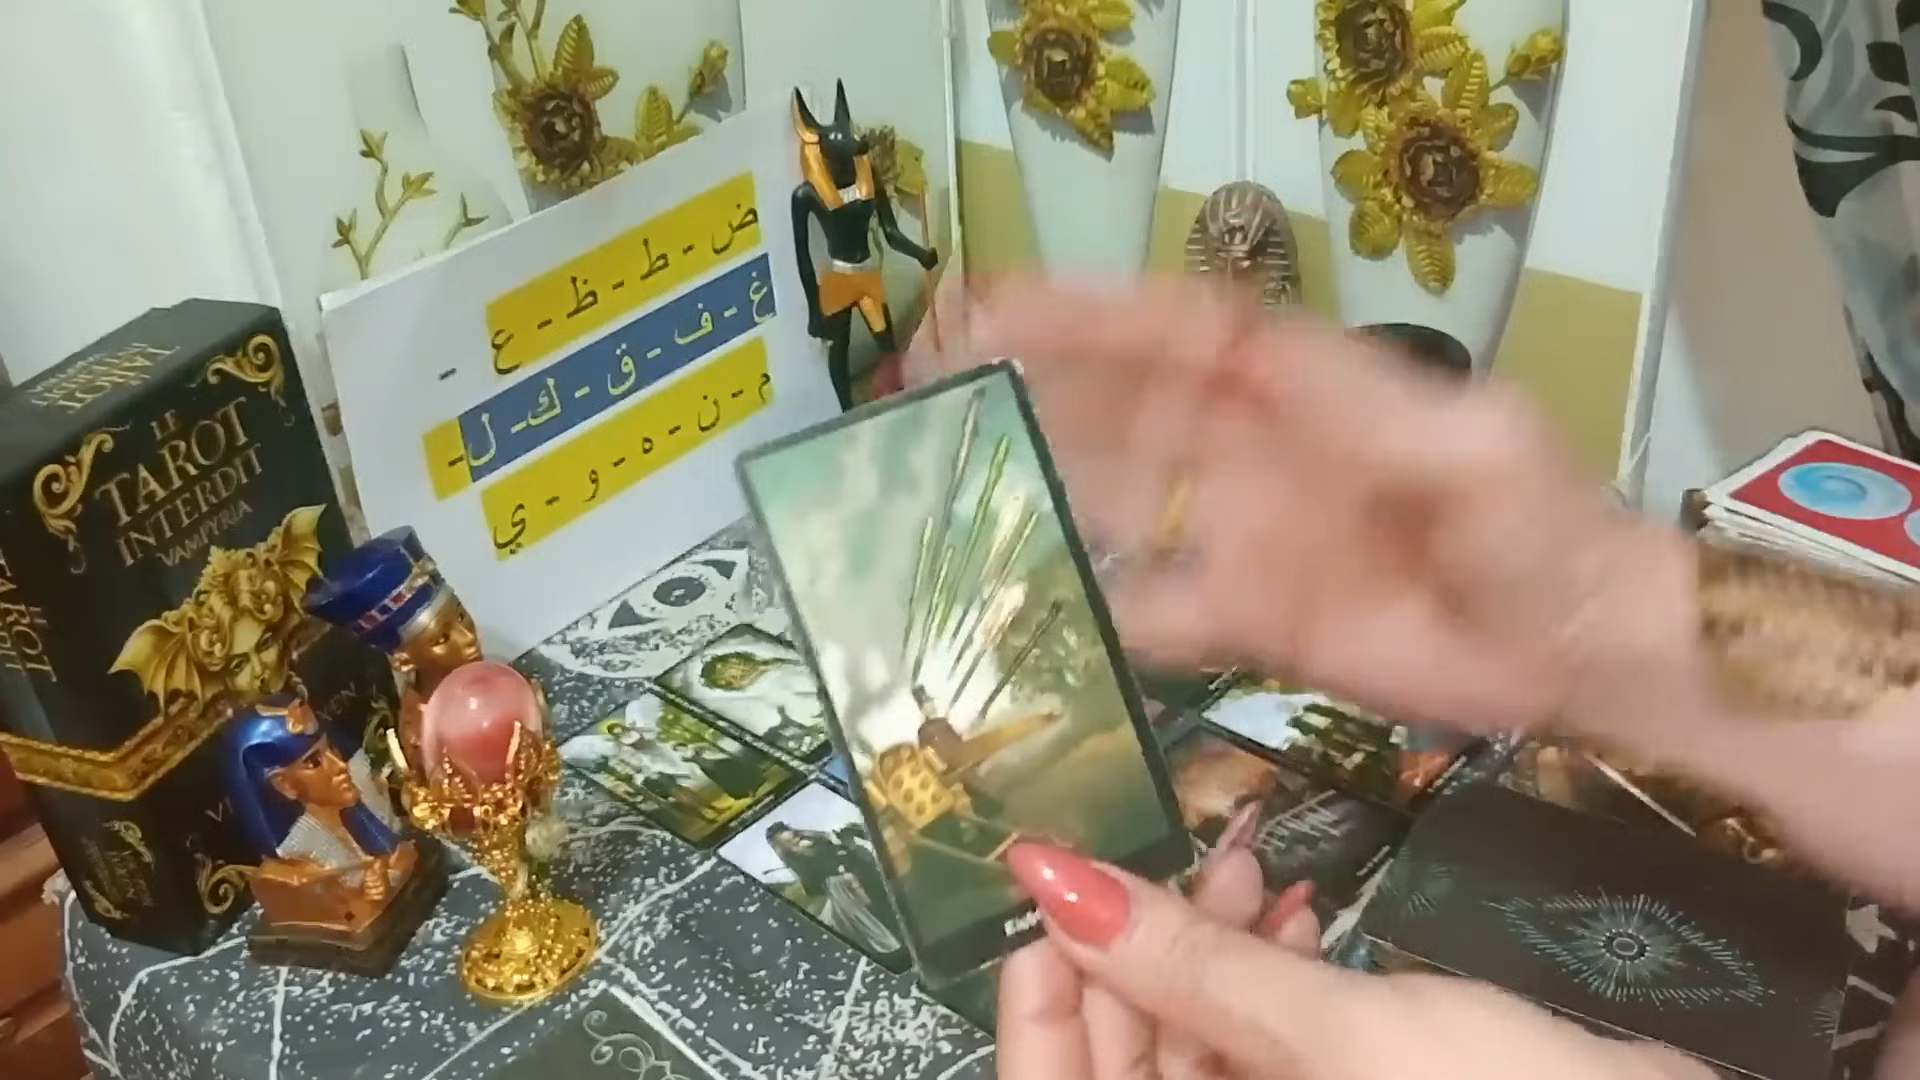 ض - ط - ظ - ع -
غ - ف - ق - ك - ل -
م - ن - ه - و - ي
LE
TAROT
INTERDIT
VAMPYRIA